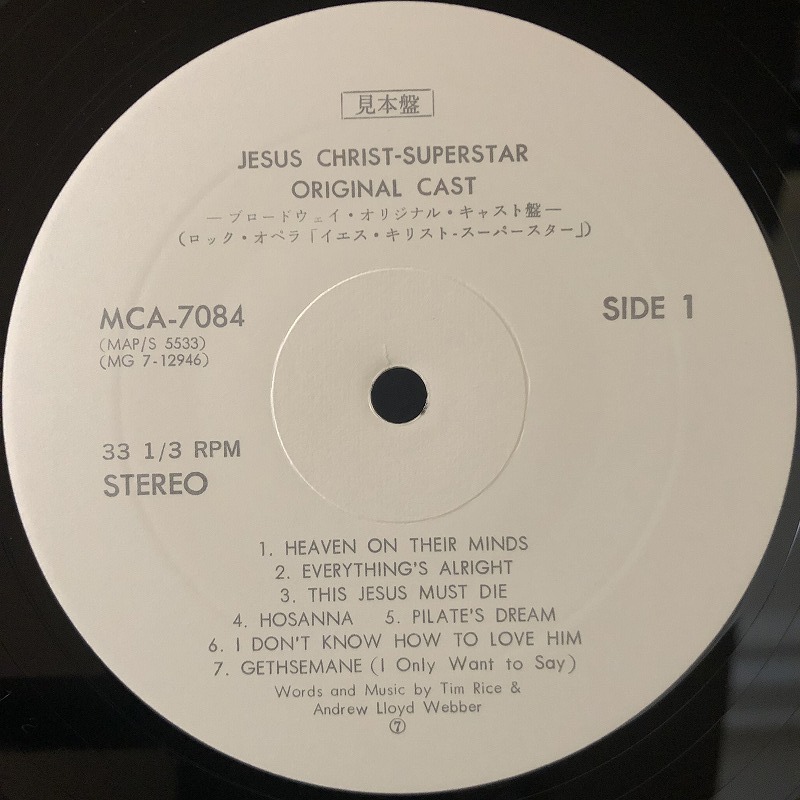 見本盤
JESUS CHRIST-SUPERSTAR
ORIGINAL CAST
—ブロードウェイ・オリジナル・キャスト盤—
(ロック・オペラ「イエス・キリスト-スーパースター」)
MCA-7084
(MAP/S 5533)
(MG 7-12946)
SIDE 1
33 1/3 RPM
STEREO
1. HEAVEN ON THEIR MINDS
2. EVERYTHING'S ALRIGHT
3. THIS JESUS MUST DIE
4. HOSANNA 5. PILATE'S DREAM
6. I DON'T KNOW HOW TO LOVE HIM
7. GETHSEMANE (I Only Want to Say)
Words and Music by Tim Rice &
Andrew Lloyd Webber
⑦